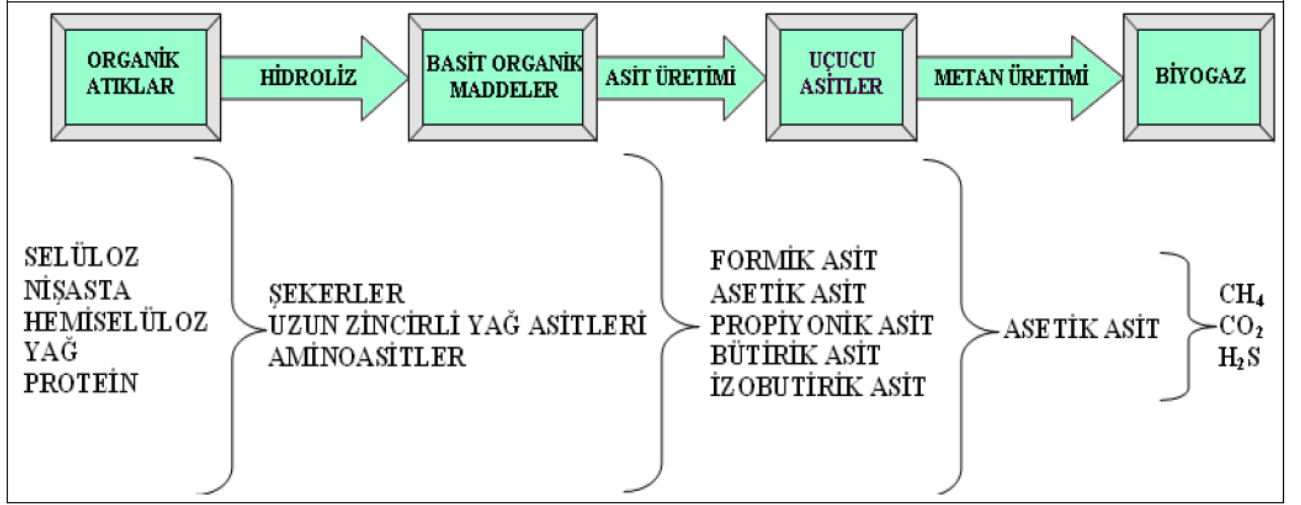 ORGANİK
ATIKLAR
HİDROLİZ
BASİT ORGANİK
MADDELER
ASİT ÜRETİMİ
UÇUCU
ASİTLER
METAN ÜRETİMİ
BİYOGAZ
SELÜLOZ
NİŞASTA
HEMİSELÜLOZ
YAĞ
PROTEİN
ŞEKERLER
UZUN ZİNCİRLİ YAĞ ASİTLERİ
AMİNOASİTLER
FORMİK ASİT
ASETİK ASİT
PROPİYONİK ASİT
BÜTİRİK ASİT
İZOBUTİRİK ASİT
ASETİK ASİT
CH₄
CO₂
H₂S